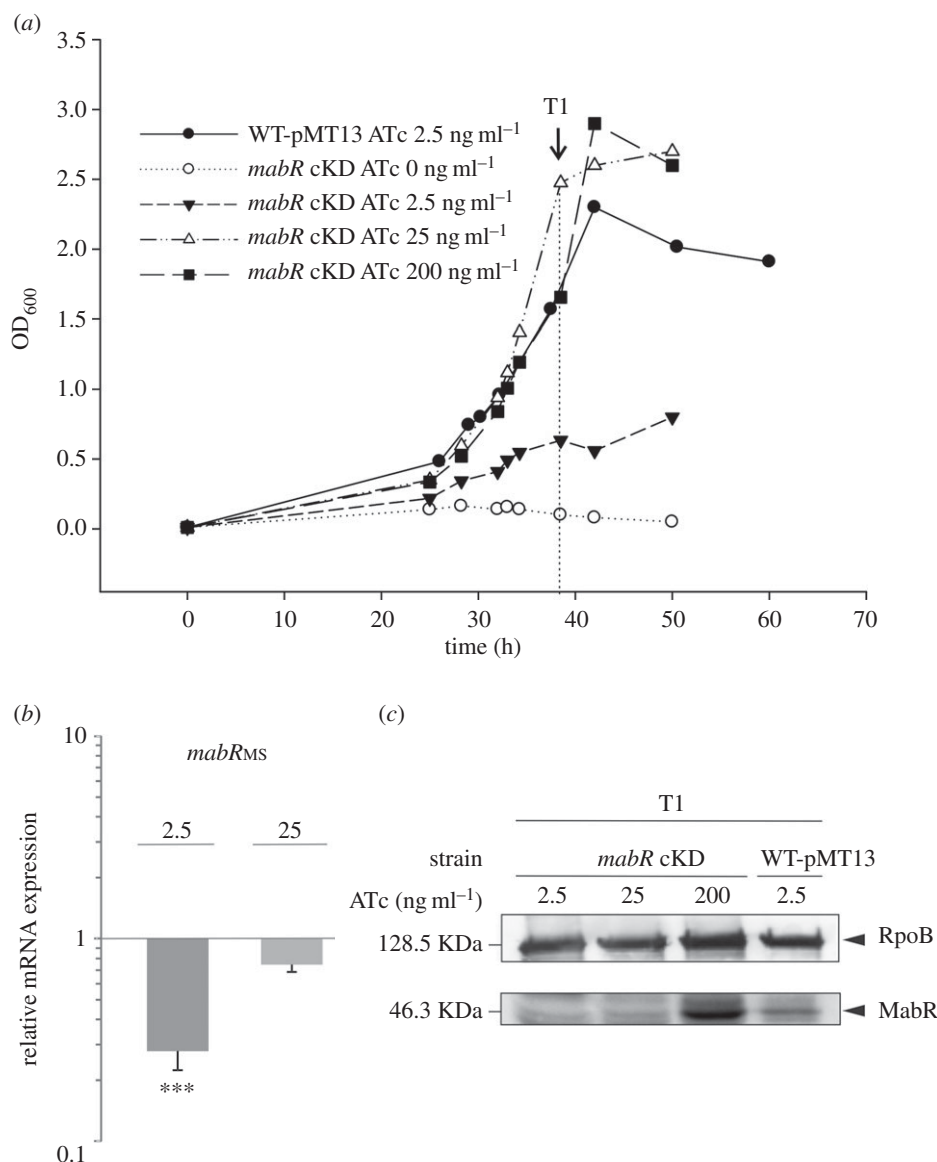 (a)
3.5
3.0
2.5
2.0
1.5
1.0
0.5
0.0
OD600
T1
WT-pMT13 ATc 2.5 ng ml⁻¹
mabR cKD ATc 0 ng ml⁻¹
mabR cKD ATc 2.5 ng ml⁻¹
mabR cKD ATc 25 ng ml⁻¹
mabR cKD ATc 200 ng ml⁻¹
0 10 20 30 40 50 60 70
time (h)
(b)
10
1
0.1
relative mRNA expression
mabRMS
2.5 25
***
(c)
T1
strain mabR cKD WT-pMT13
ATc (ng ml⁻¹) 2.5 25 200 2.5
128.5 KDa RpoB
46.3 KDa MabR